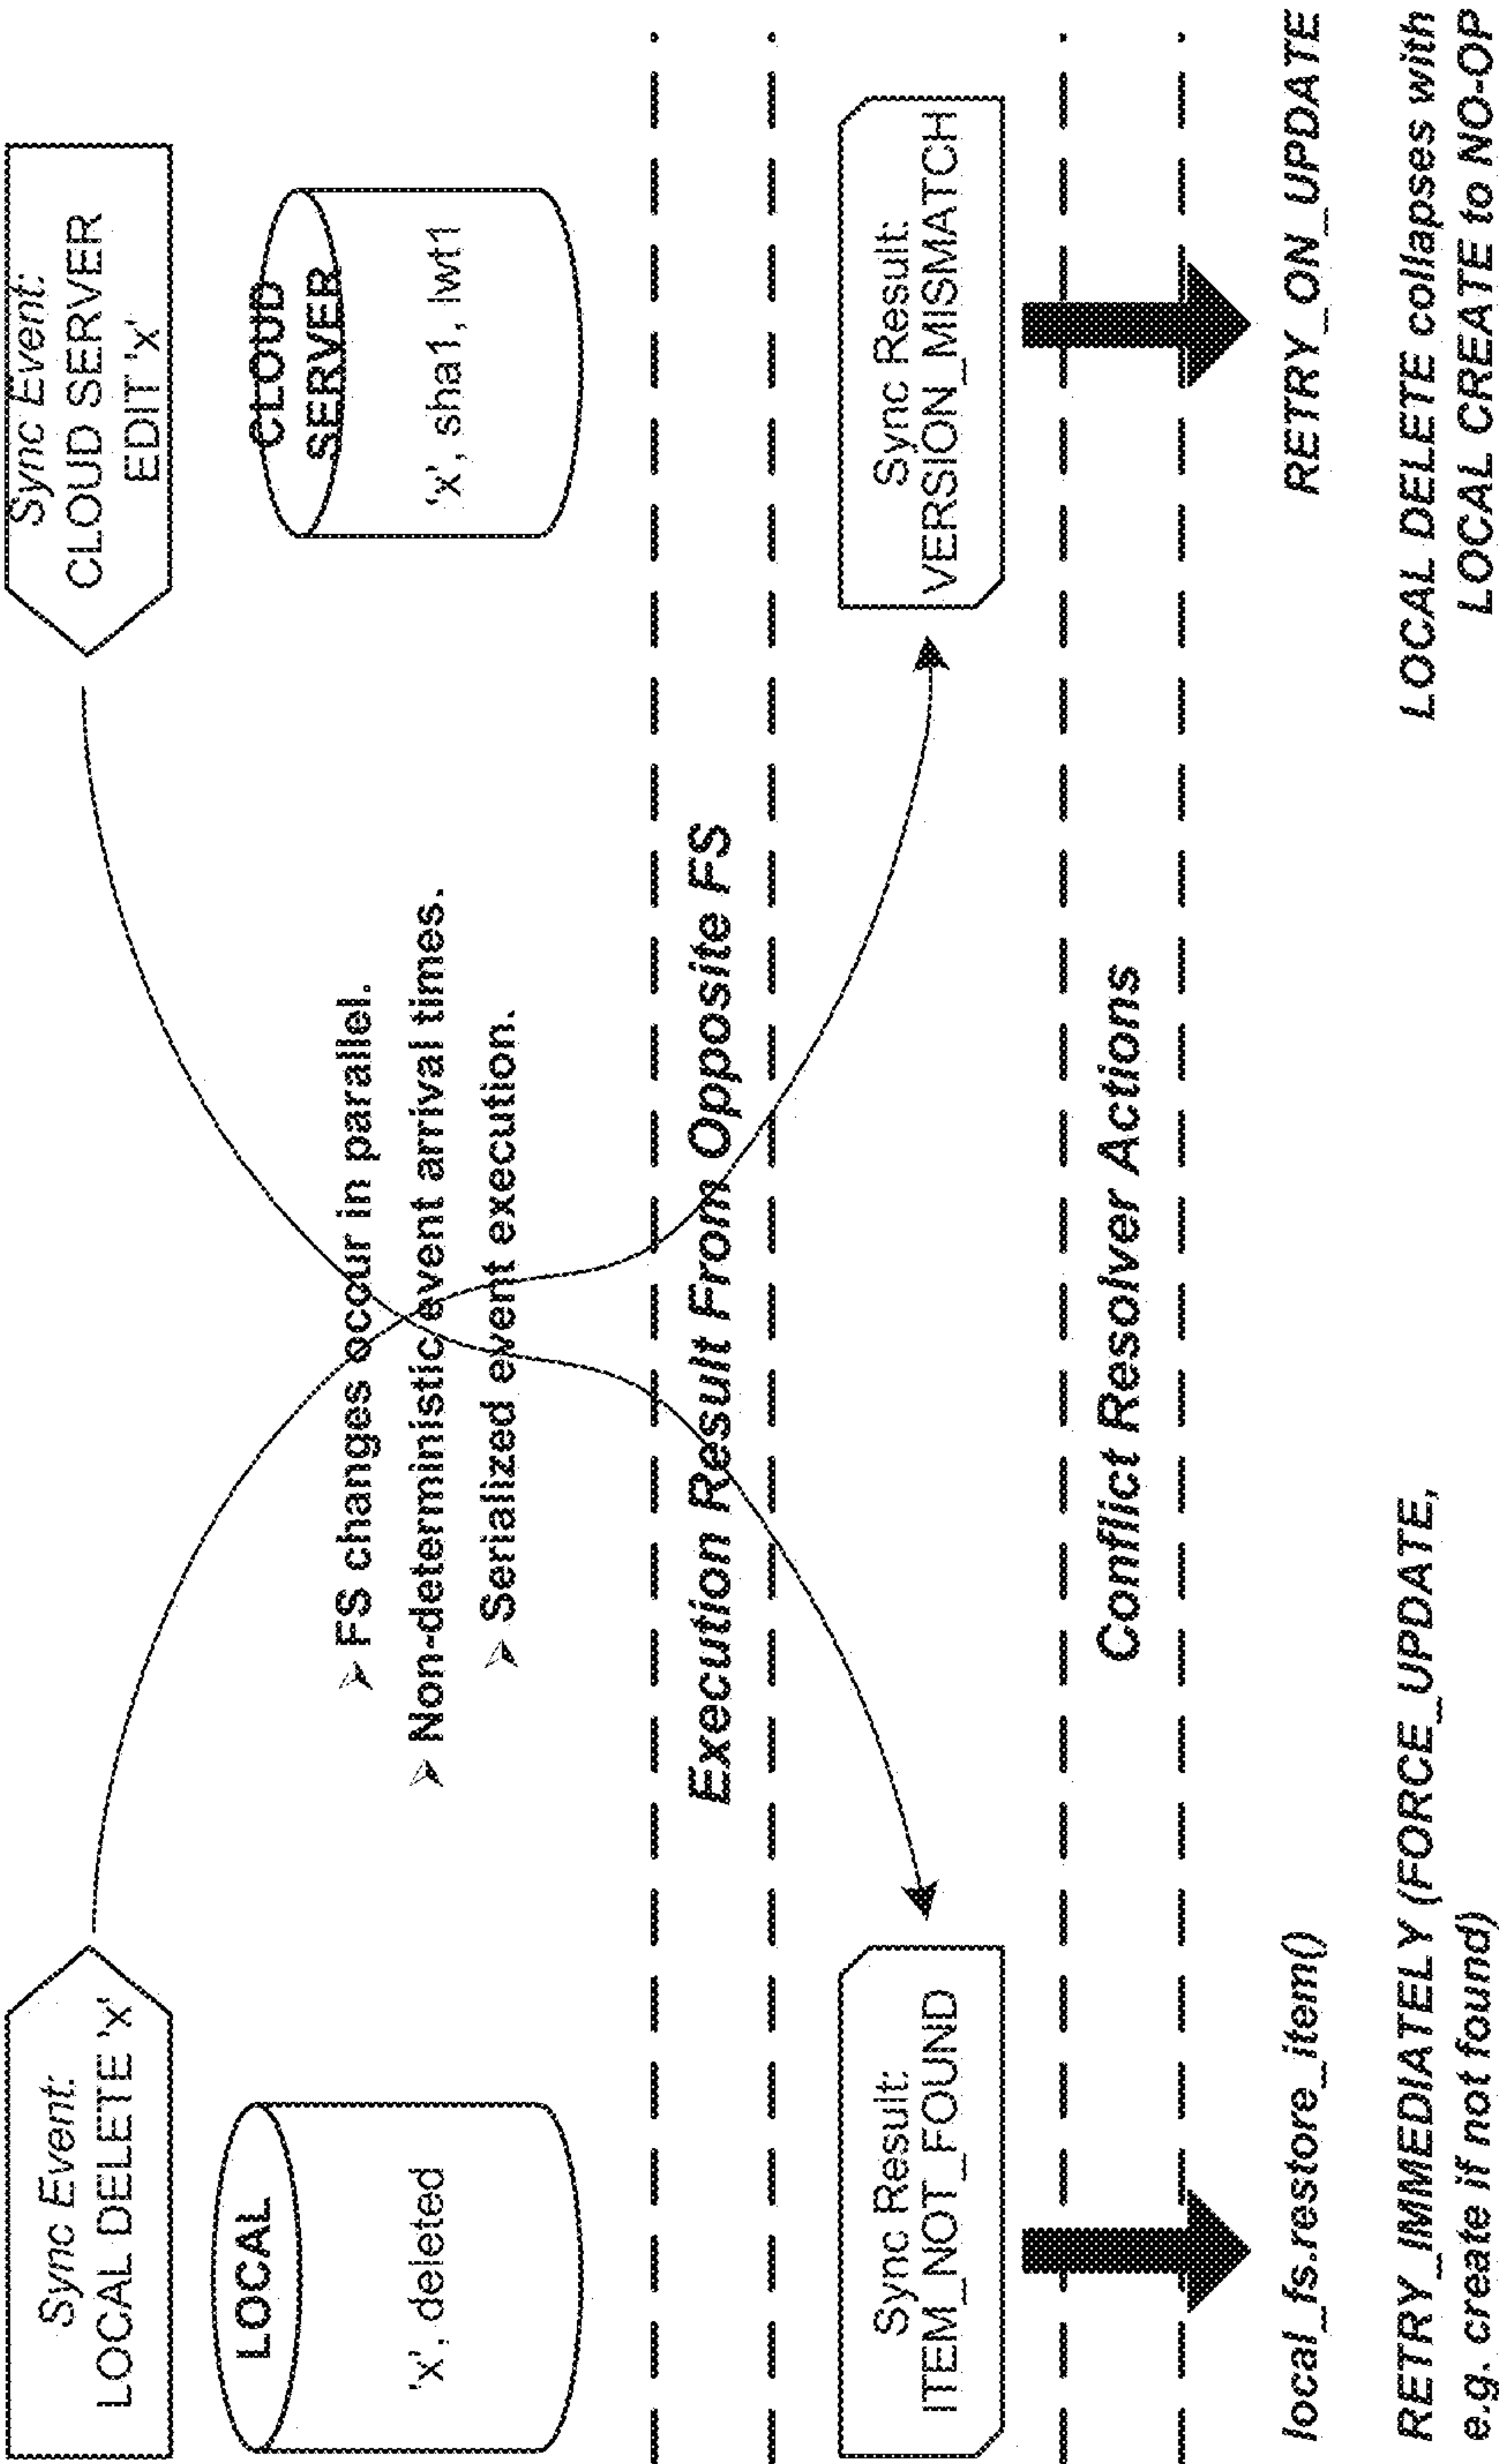 Sync Event:
LOCAL DELETE 'x'
Sync Event:
CLOUD SERVER
EDIT 'x'
LOCAL
'x', deleted
CLOUD
SERVER
'x', sha1, lwt1
➢ FS changes occur in parallel.
➢ Non-deterministic event arrival times.
➢ Serialized event execution.
Execution Result From Opposite FS
Sync Result:
ITEM_NOT_FOUND
Sync Result:
VERSION_MISMATCH
Conflict Resolver Actions
local_fs.restore_item()
RETRY_IMMEDIATELY (FORCE_UPDATE,
e.g. create if not found)
RETRY_ON_UPDATE
LOCAL DELETE collapses with
LOCAL CREATE to NO-OP